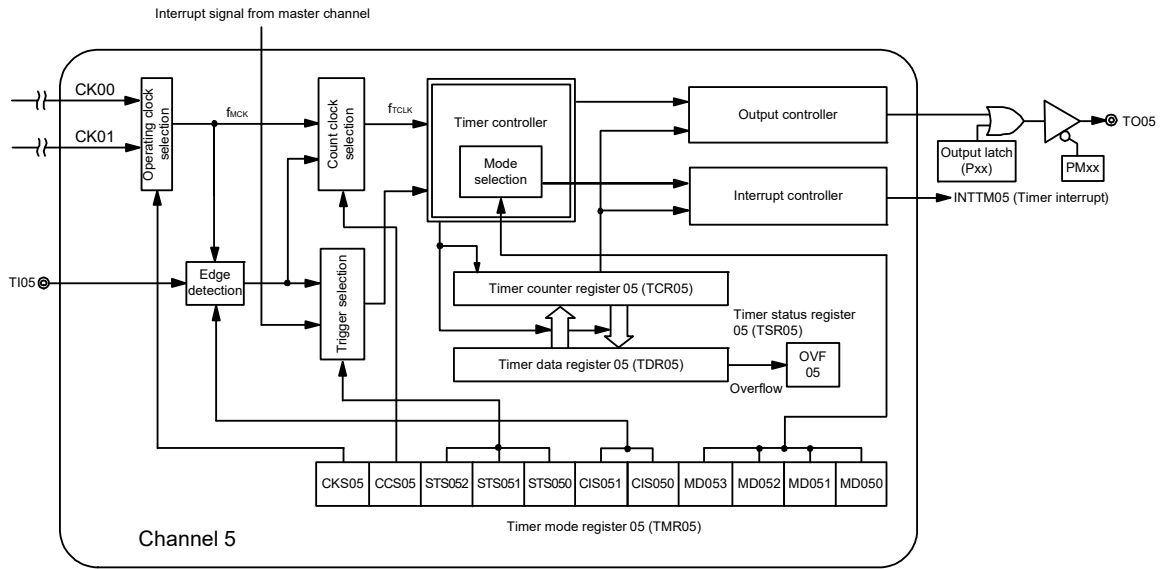 Interrupt signal from master channel
CK00
CK01
Operating clock
selection
fMCK
Count clock
selection
fTCLK
Timer controller
Mode
selection
Output controller
Interrupt controller
Output latch
(Pxx)
PMxx
TO05
INTTM05 (Timer interrupt)
TI05
Edge
detection
Trigger selection
Timer counter register 05 (TCR05)
Timer status register
05 (TSR05)
Timer data register 05 (TDR05)
Overflow
OVF
05
CKS05 CCS05 STS052 STS051 STS050 CIS051 CIS050 MD053 MD052 MD051 MD050
Timer mode register 05 (TMR05)
Channel 5